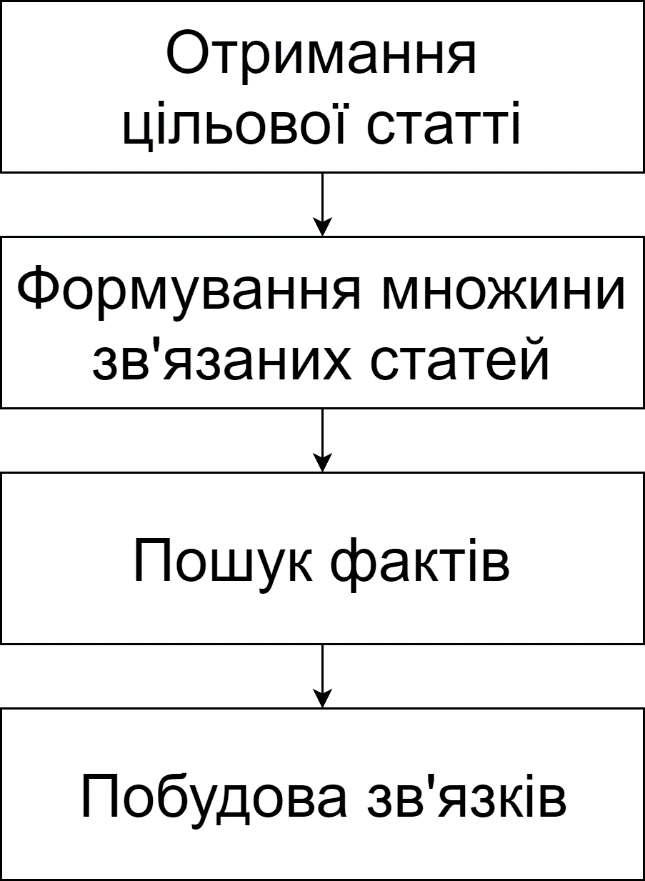 Отримання
цільової статті
Формування множини
зв'язаних статей
Пошук фактів
Побудова зв'язків